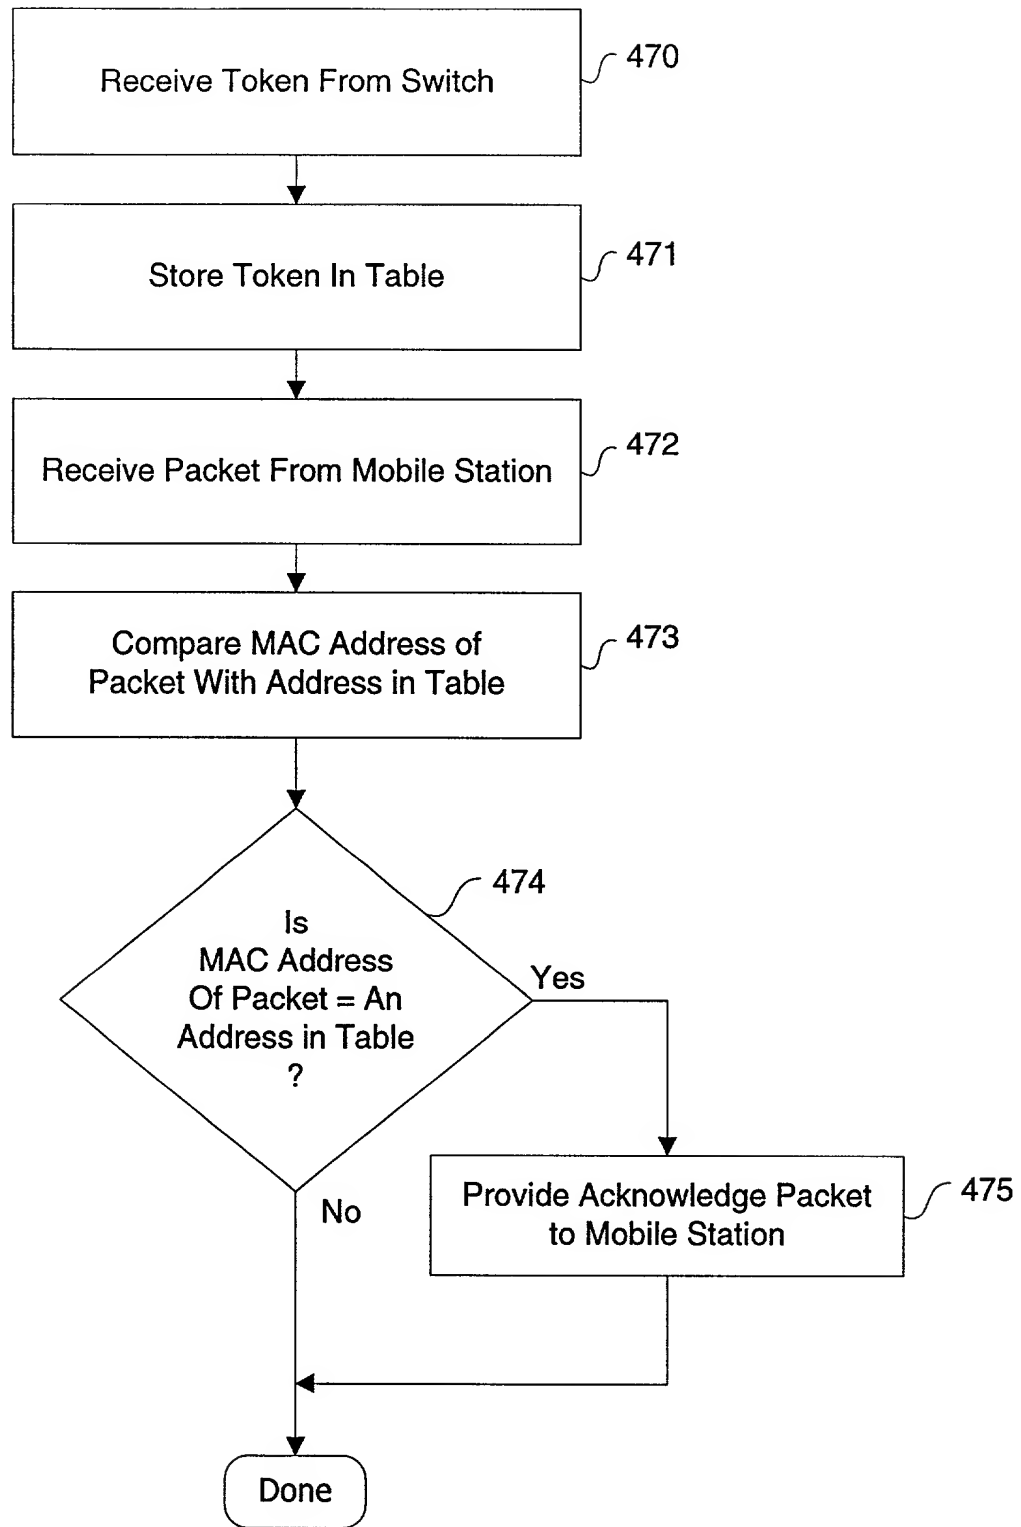 Receive Token From Switch
470
Store Token In Table
471
Receive Packet From Mobile Station
472
Compare MAC Address of
Packet With Address in Table
473
474
Is
MAC Address
Of Packet = An
Address in Table
?
Yes
No
Provide Acknowledge Packet
to Mobile Station
475
Done